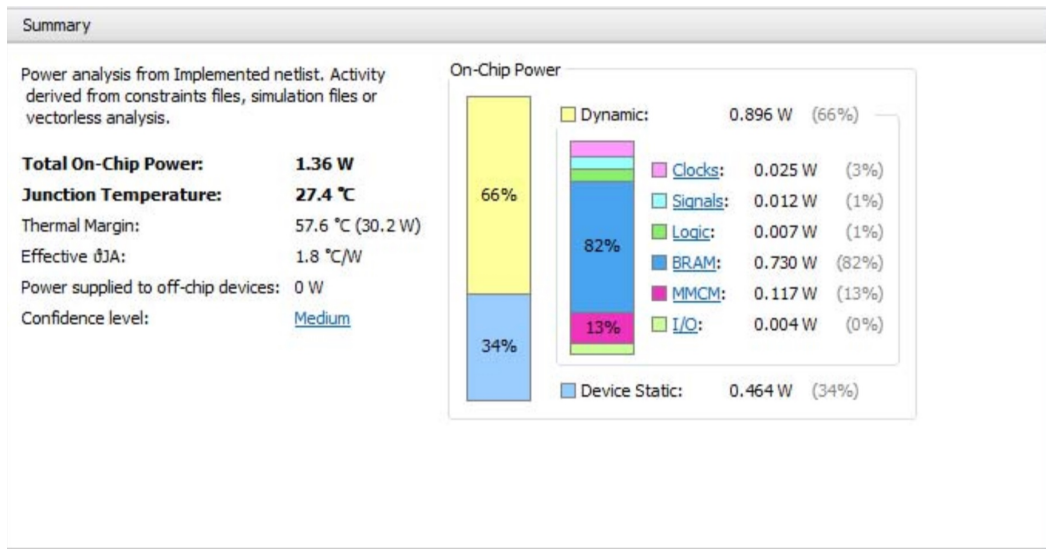 Summary
Power analysis from Implemented netlist. Activity
derived from constraints files, simulation files or
vectorless analysis.
Total On-Chip Power: 1.36 W
Junction Temperature: 27.4 °C
Thermal Margin: 57.6 °C (30.2 W)
Effective ϑJA: 1.8 °C/W
Power supplied to off-chip devices: 0 W
Confidence level: Medium
On-Chip Power
66%
34%
Dynamic: 0.896 W (66%)
82%
13%
Clocks: 0.025 W (3%)
Signals: 0.012 W (1%)
Logic: 0.007 W (1%)
BRAM: 0.730 W (82%)
MMCM: 0.117 W (13%)
I/O: 0.004 W (0%)
Device Static: 0.464 W (34%)